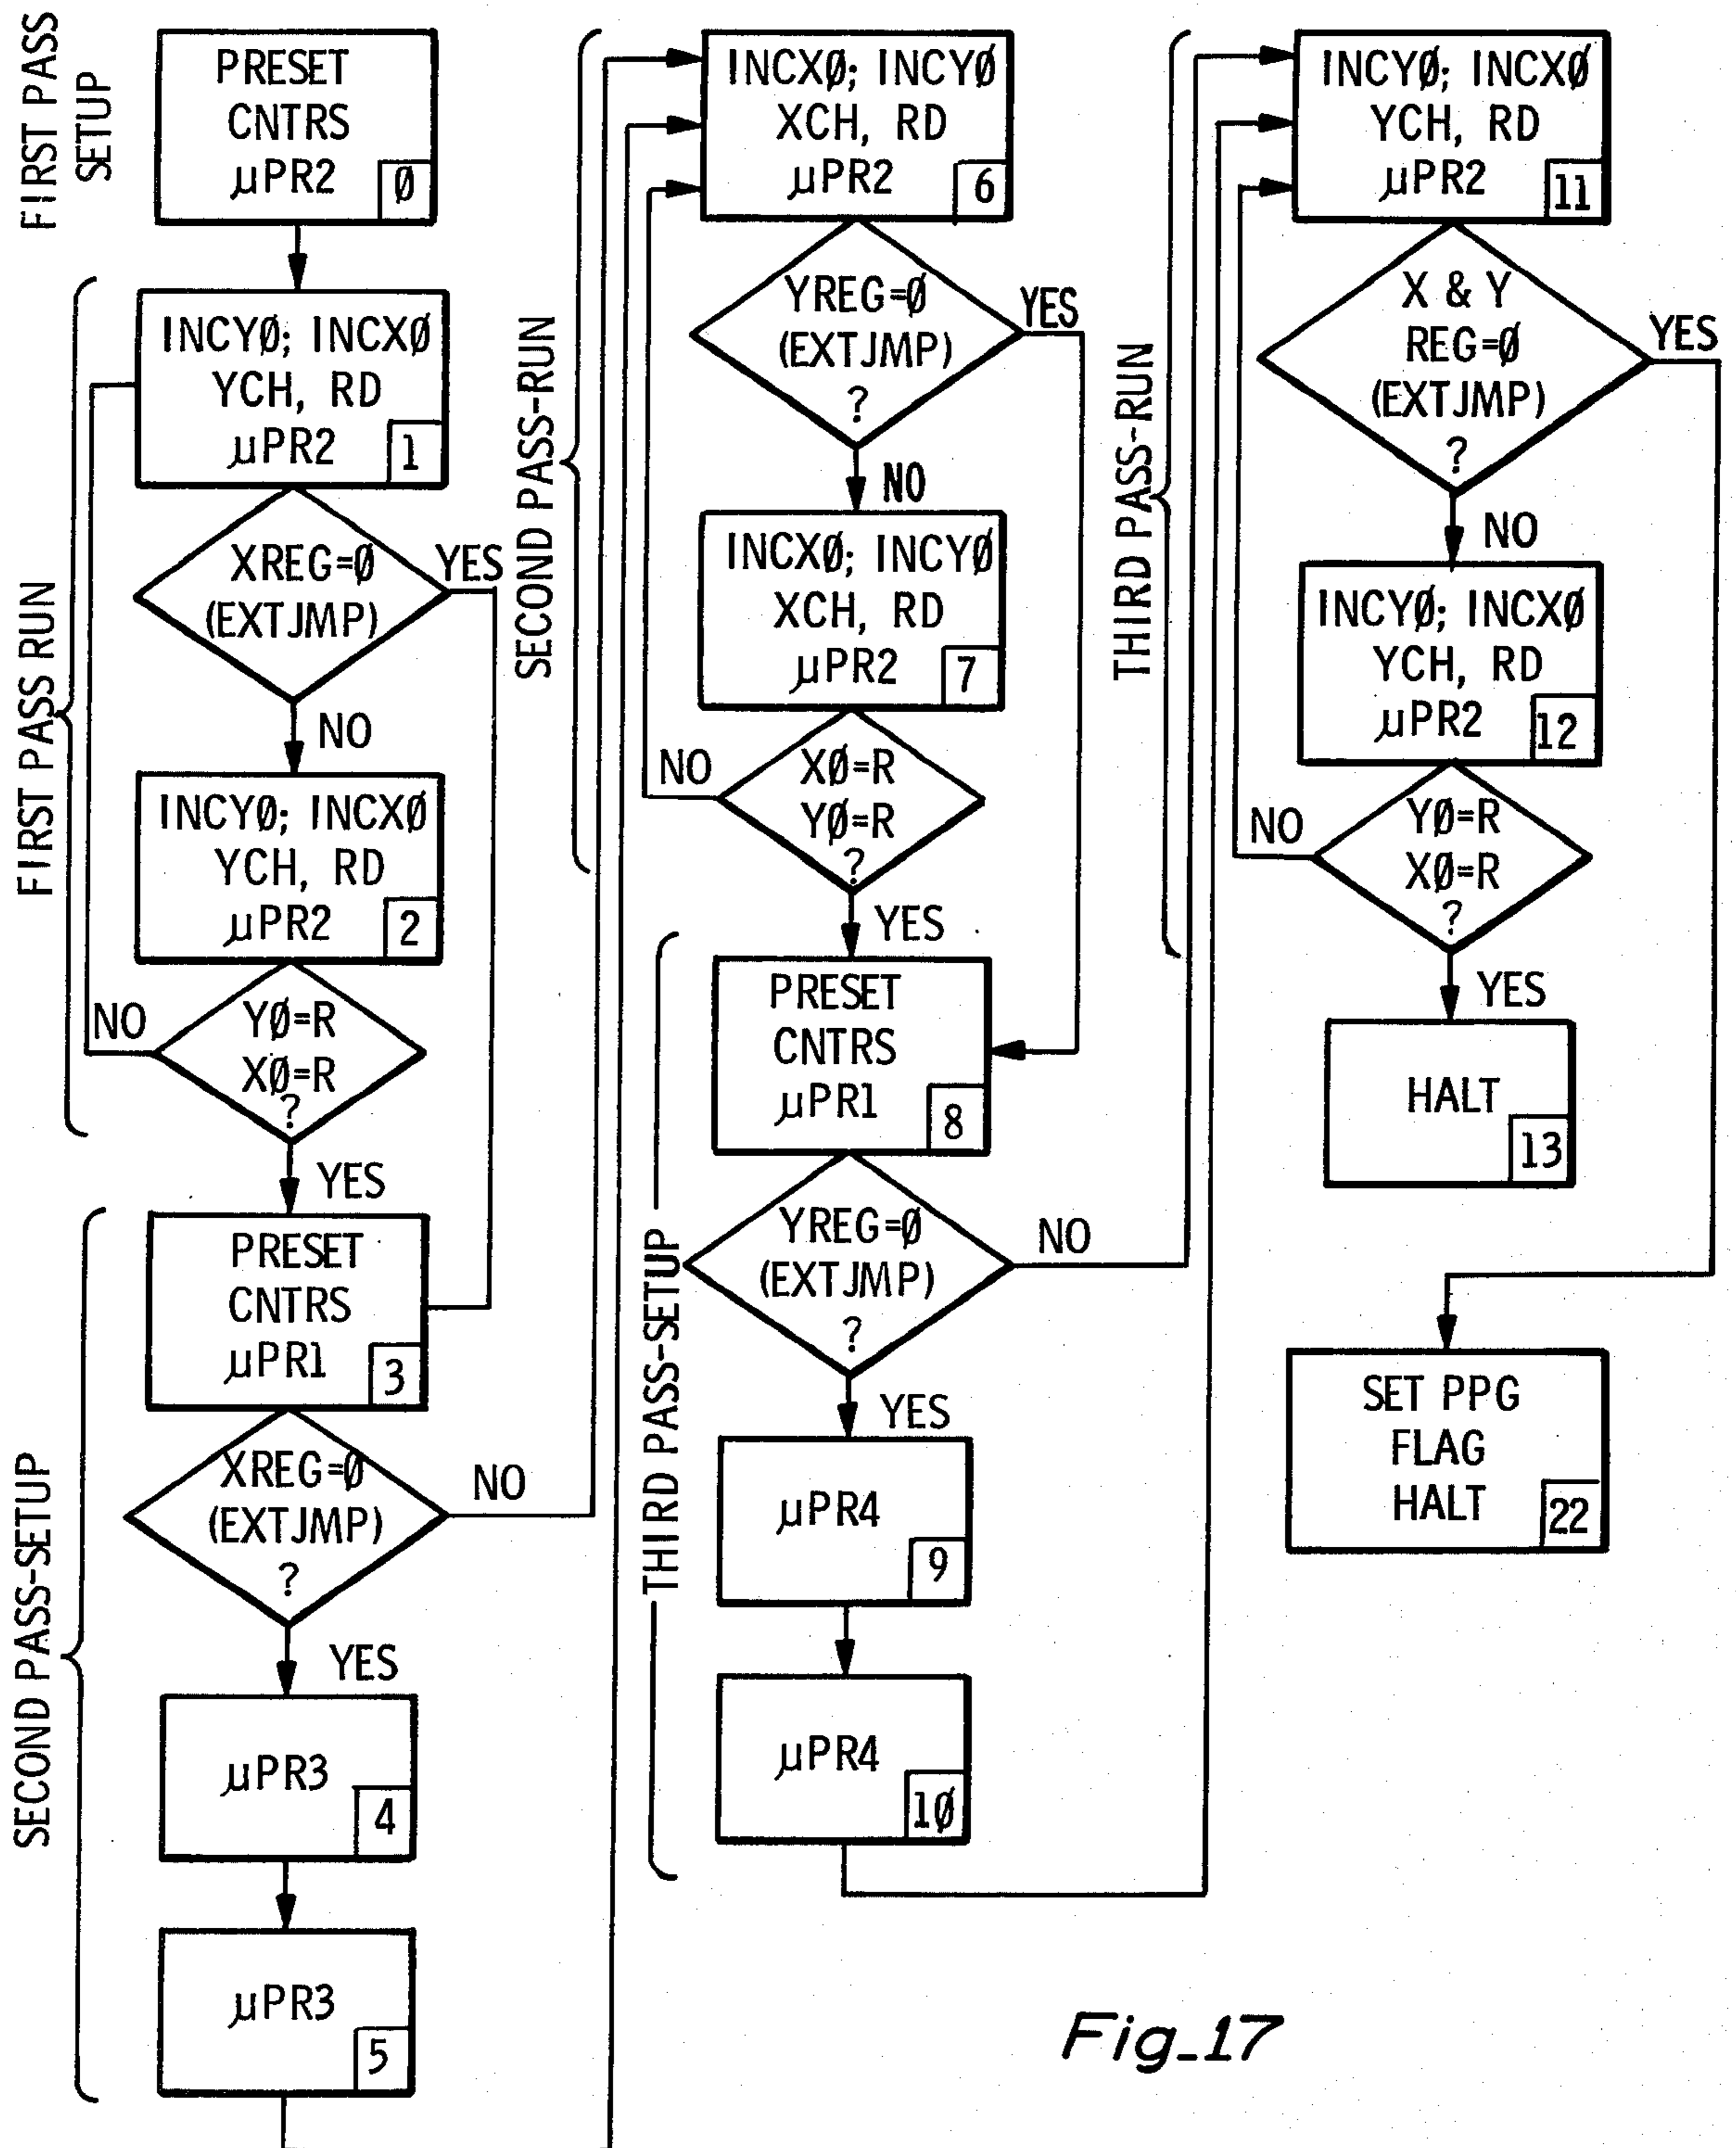 FIRST PASS
SETUP
PRESET
CNTRS
µPR2
Ø
FIRST PASS RUN
INCYØ; INCXØ
YCH, RD
µPR2
1
XREG=Ø
(EXTJMP)
YES
NO
INCYØ; INCXØ
YCH, RD
µPR2
2
NO
YØ=R
XØ=R
?
YES
SECOND PASS-SETUP
PRESET
CNTRS
µPR1
3
XREG=Ø
(EXTJMP)
?
NO
YES
µPR3
4
µPR3
5
SECOND PASS-RUN
INCXØ; INCYØ
XCH, RD
µPR2
6
YREG=Ø
(EXTJMP)
?
YES
NO
INCXØ; INCYØ
XCH, RD
µPR2
7
NO
XØ=R
YØ=R
?
YES
THIRD PASS-SETUP
PRESET
CNTRS
µPR1
8
YREG=Ø
(EXTJMP)
?
NO
YES
µPR4
9
µPR4
1Ø
THIRD PASS-RUN
INCYØ; INCXØ
YCH, RD
µPR2
11
X & Y
REG=Ø
(EXTJMP)
?
YES
NO
INCYØ; INCXØ
YCH, RD
µPR2
12
NO
YØ=R
XØ=R
?
YES
HALT
13
SET PPG
FLAG
HALT
22
Fig_17